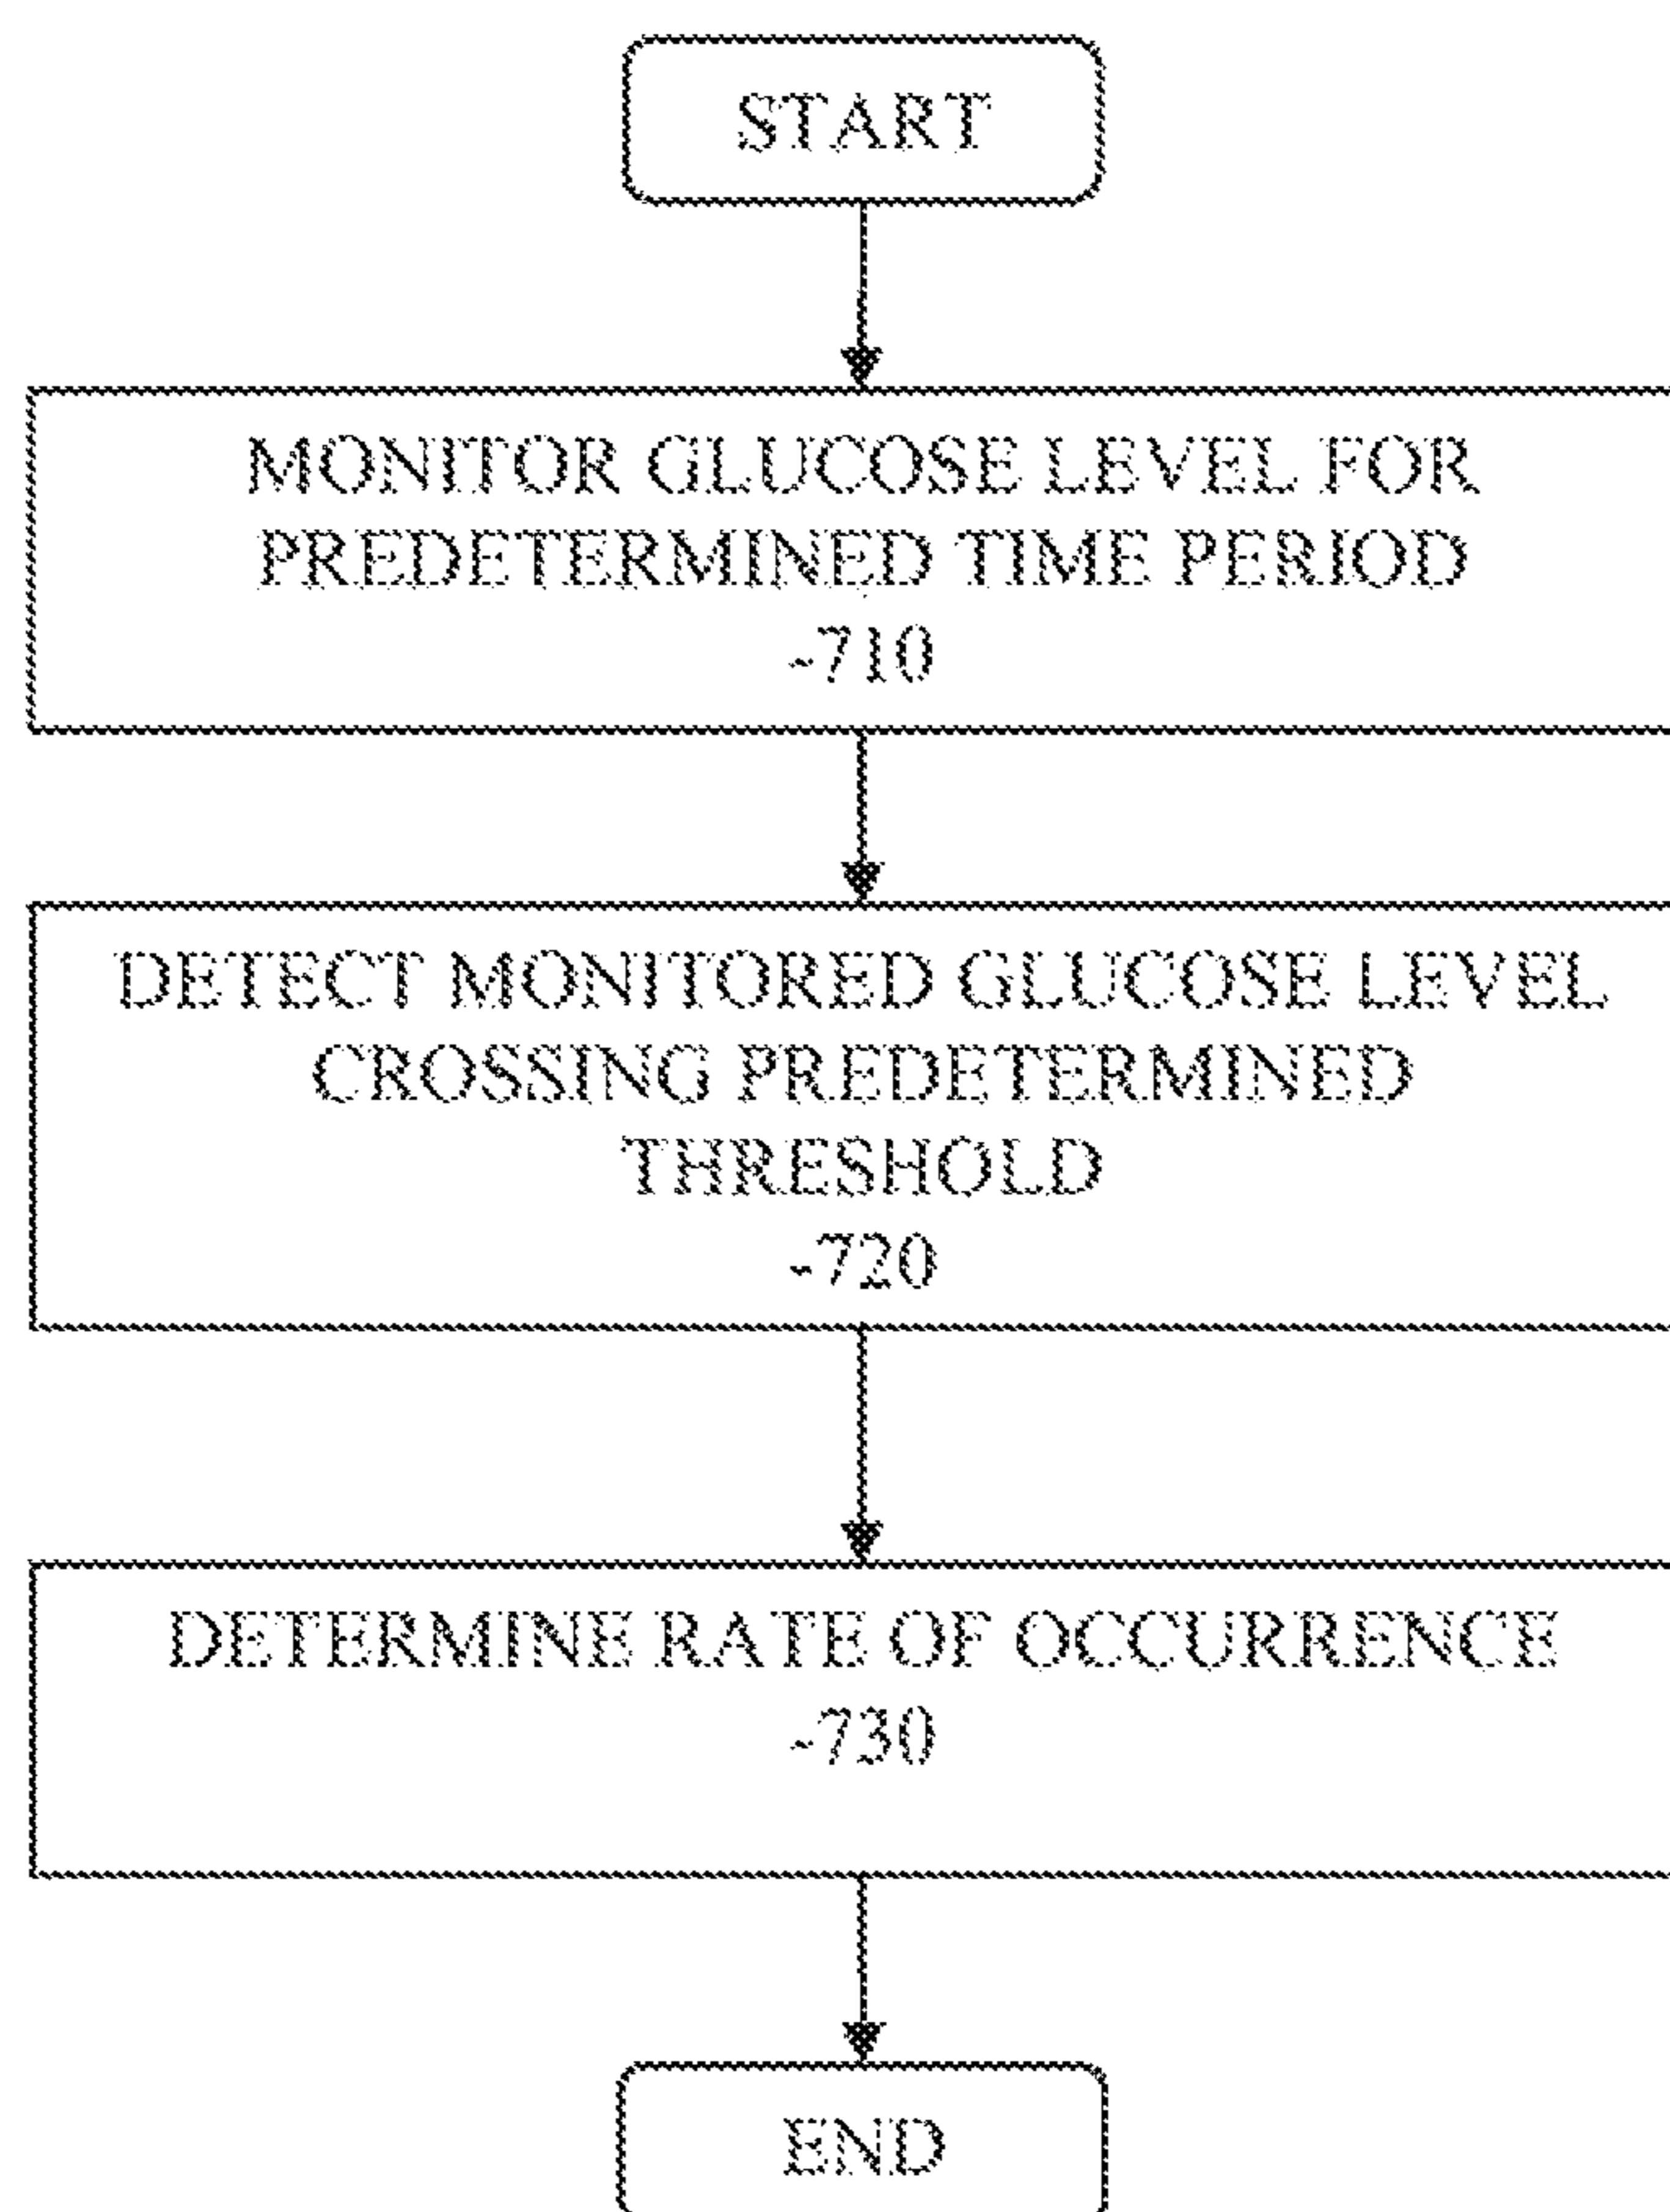 START
MONITOR GLUCOSE LEVEL FOR
PREDETERMINED TIME PERIOD
-710
DETECT MONITORED GLUCOSE LEVEL
CROSSING PREDETERMINED
THRESHOLD
-720
DETERMINE RATE OF OCCURRENCE
-730
END